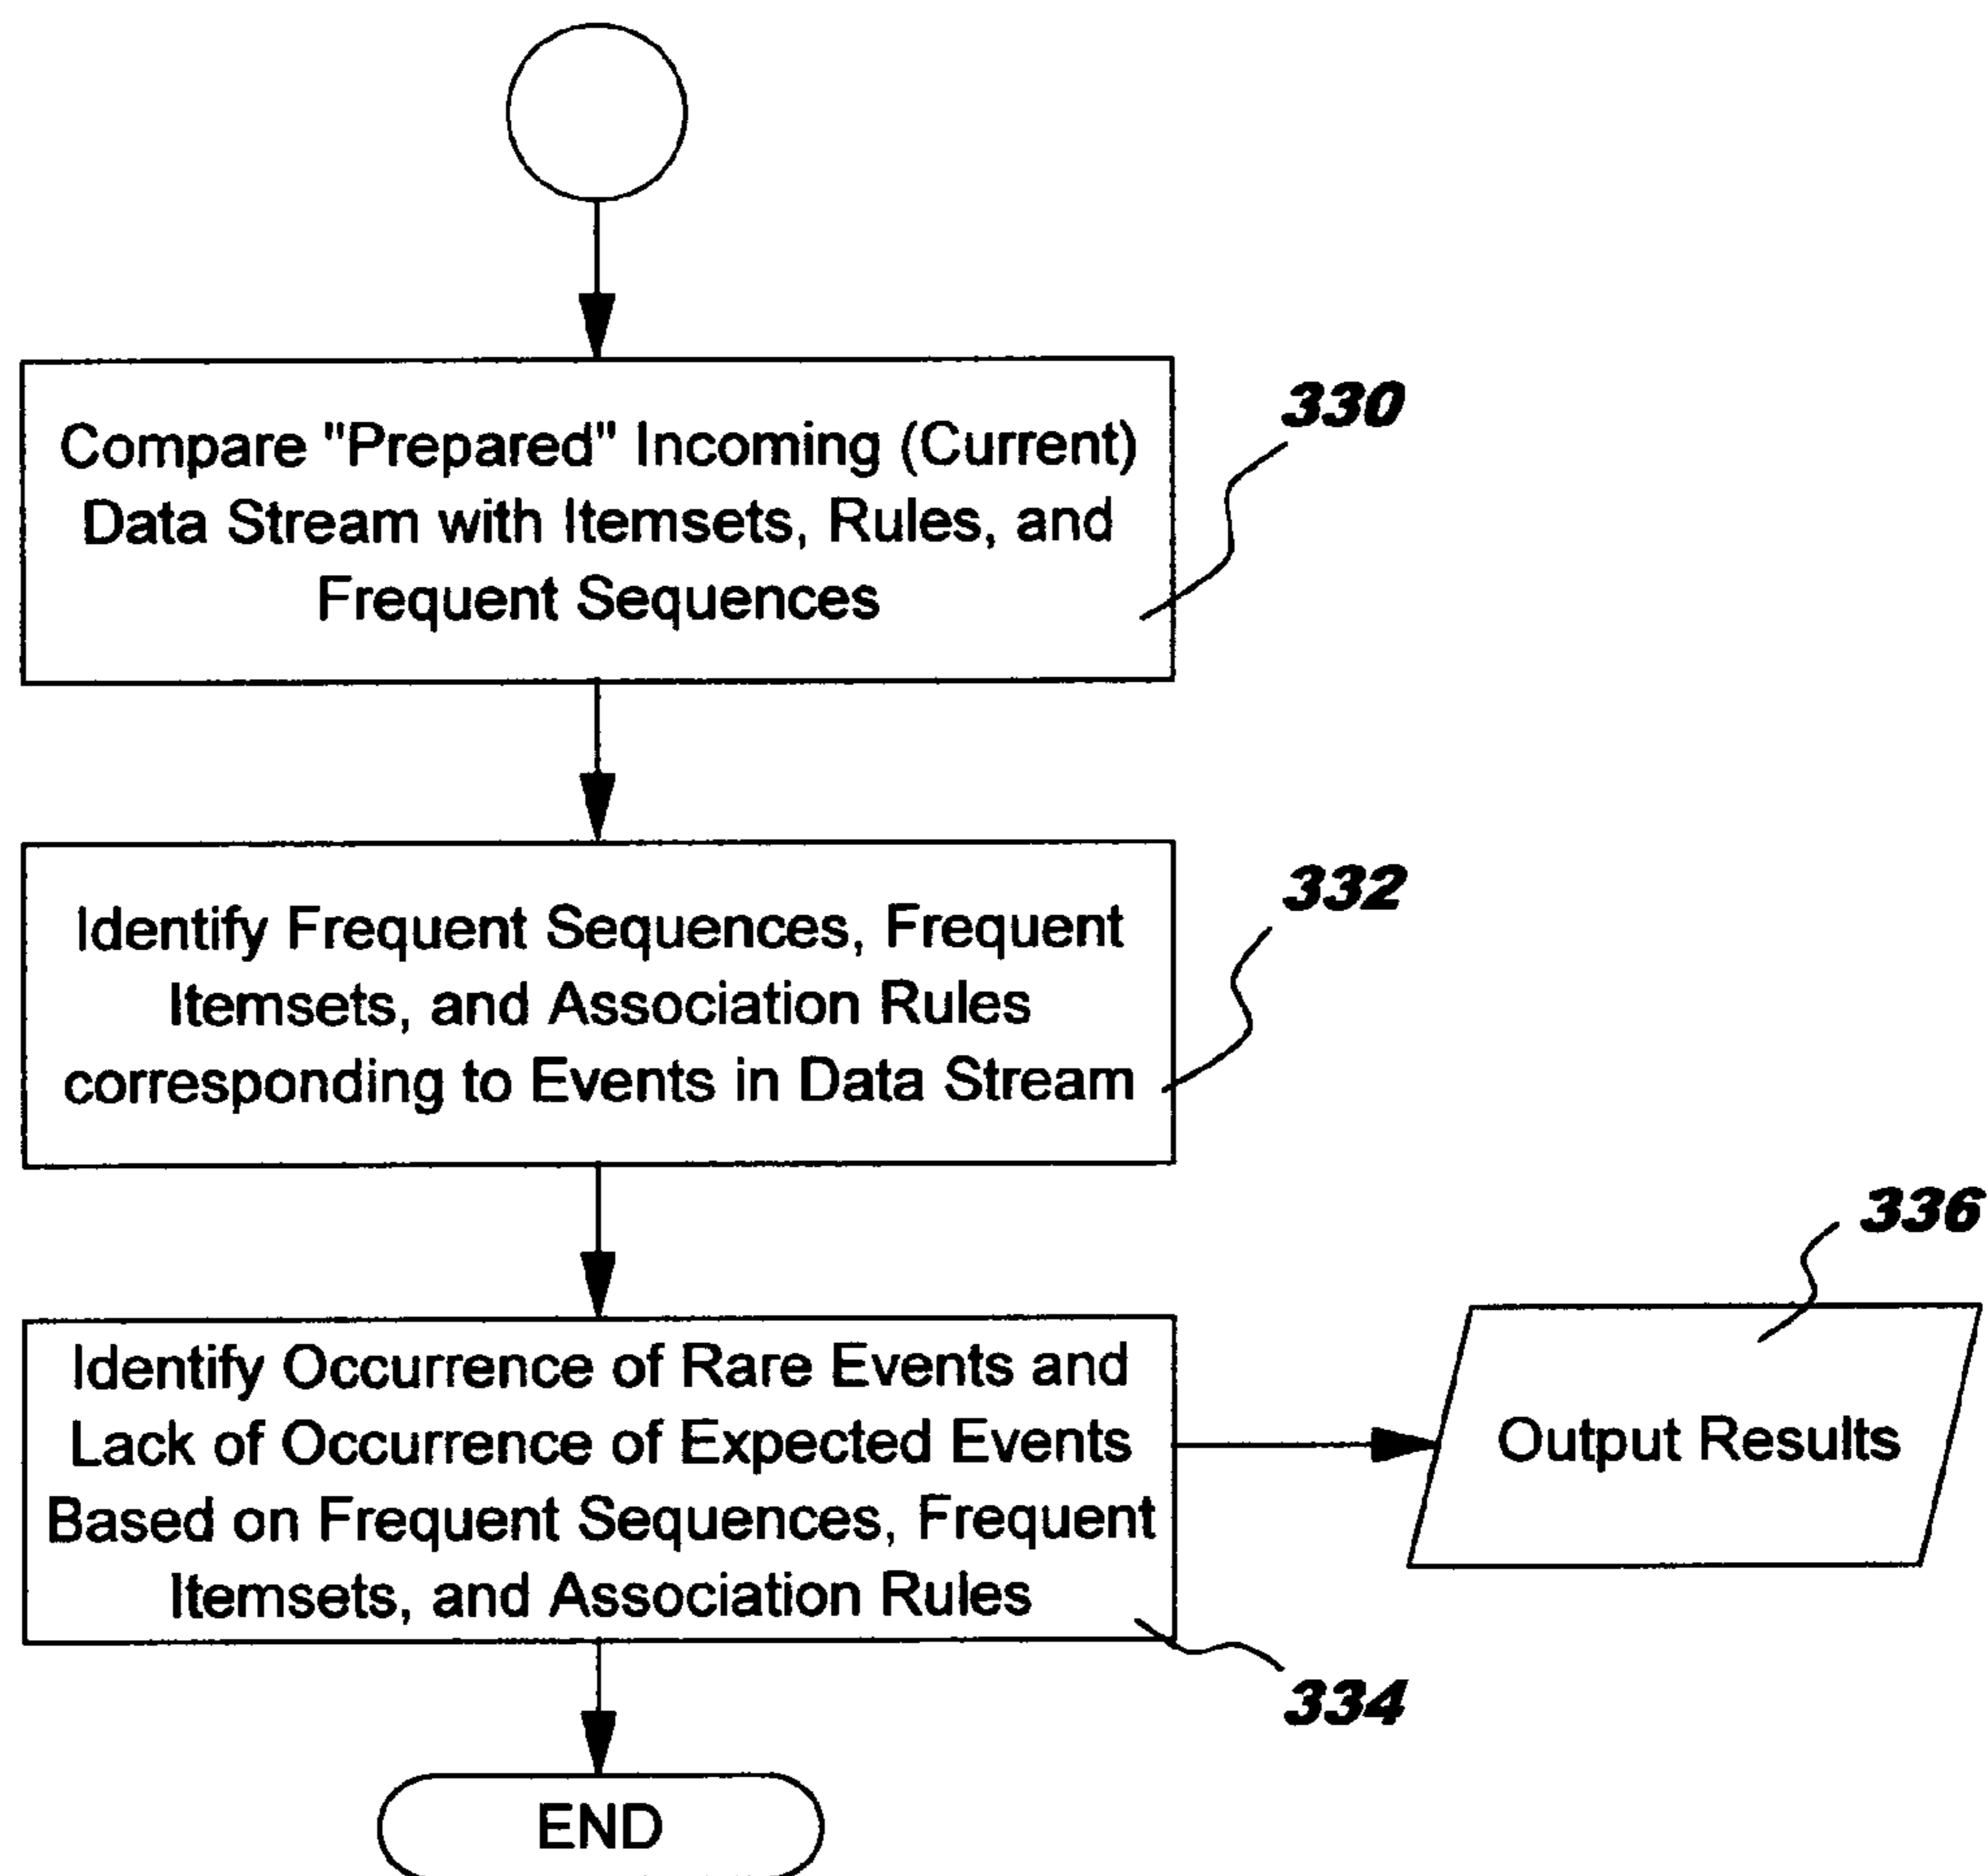 Compare "Prepared" Incoming (Current)
Data Stream with Itemsets, Rules, and
Frequent Sequences
330
Identify Frequent Sequences, Frequent
Itemsets, and Association Rules
corresponding to Events in Data Stream
332
Identify Occurrence of Rare Events and
Lack of Occurrence of Expected Events
Based on Frequent Sequences, Frequent
Itemsets, and Association Rules
334
336
Output Results
END